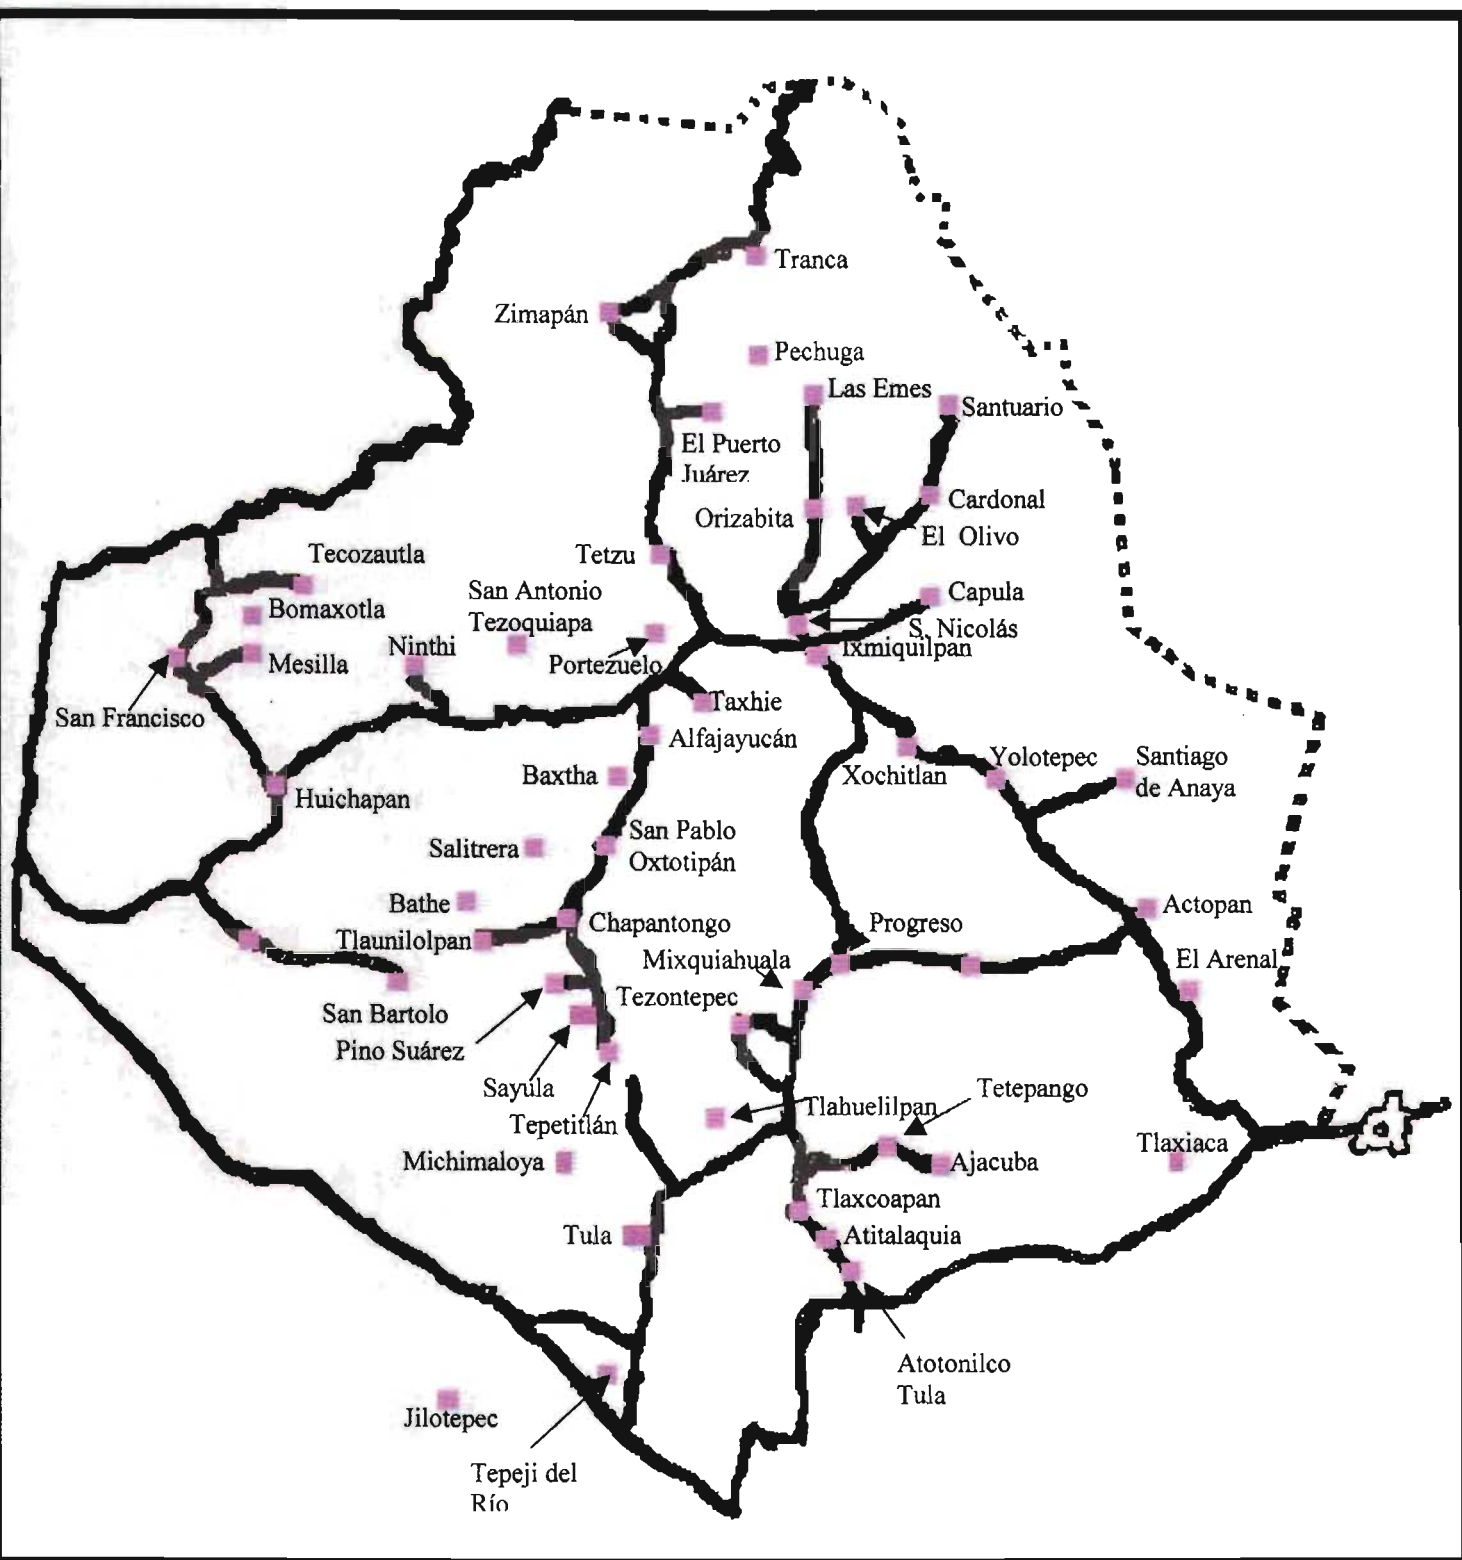 Tranca
Zimapán
Pechuga
Las Emes
Santuario
El Puerto
Juárez
Cardonal
Orizabita
El Olivo
Tecozautla
Tetzu
San Antonio
Tezoquiapa
Capula
Bomaxotla
S. Nicolás
Ninthi
Ixmiquilpan
Mesilla
Portezuelo
Taxhie
San Francisco
Alfajayucán
Yolotepec
Santiago
de Anaya
Baxtha
Xochitlan
Huichapan
San Pablo
Oxtotipán
Salitrera
Bathe
Actopan
Chapantongo
Progreso
Tlaunilolpan
Mixquiahuala
El Arenal
Tezontepec
San Bartolo
Pino Suárez
Sayula
Tetepango
Tlahuelilpan
Tepetitlán
Tlaxiaca
Michimaloya
Ajacuba
Tlaxcoapan
Tula
Atitalaquia
Atotonilco
Tula
Jilotepec
Tepeji del
Río